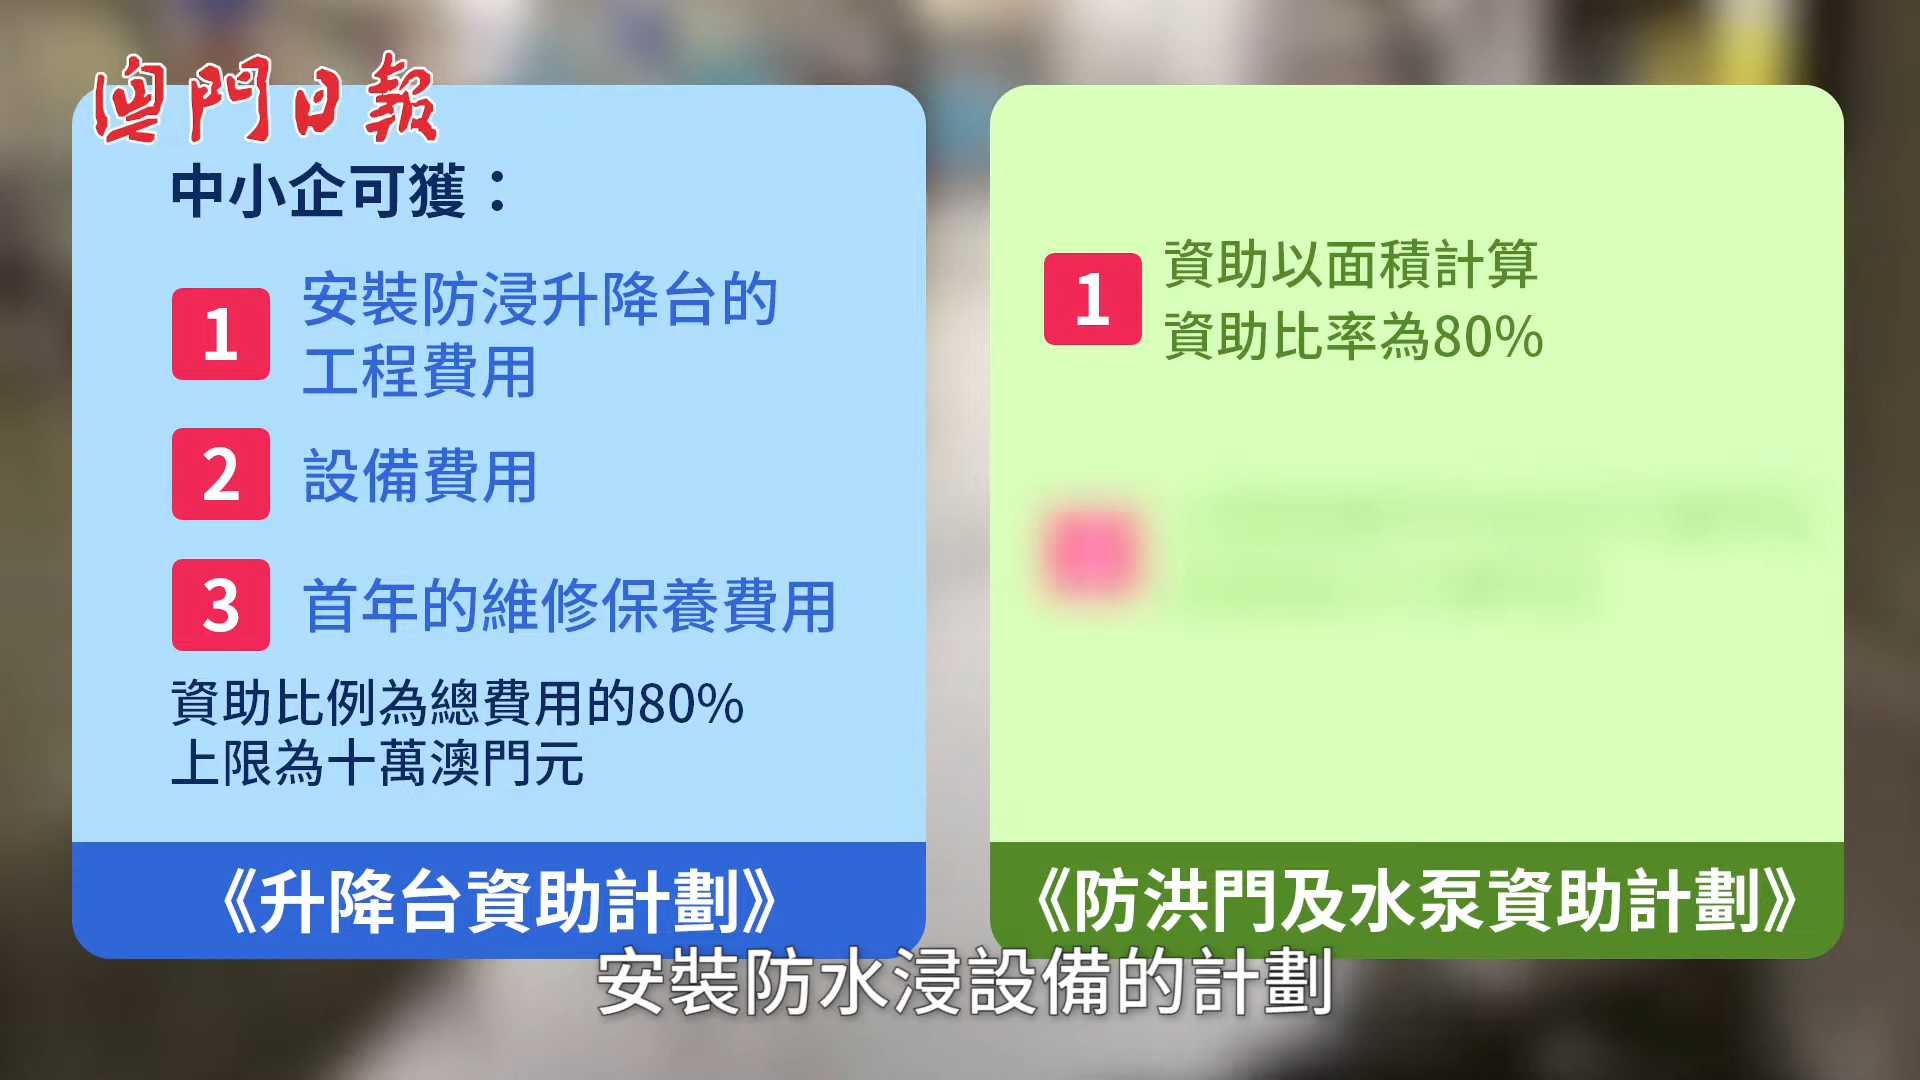 澳門日報
中小企可獲：
1 安裝防浸升降台的
工程費用
2 設備費用
3 首年的維修保養費用
資助比例為總費用的80%
上限為十萬澳門元
《升降台資助計劃》
1 資助以面積計算
資助比率為80%
《防洪門及水泵資助計劃》
安裝防水浸設備的計劃